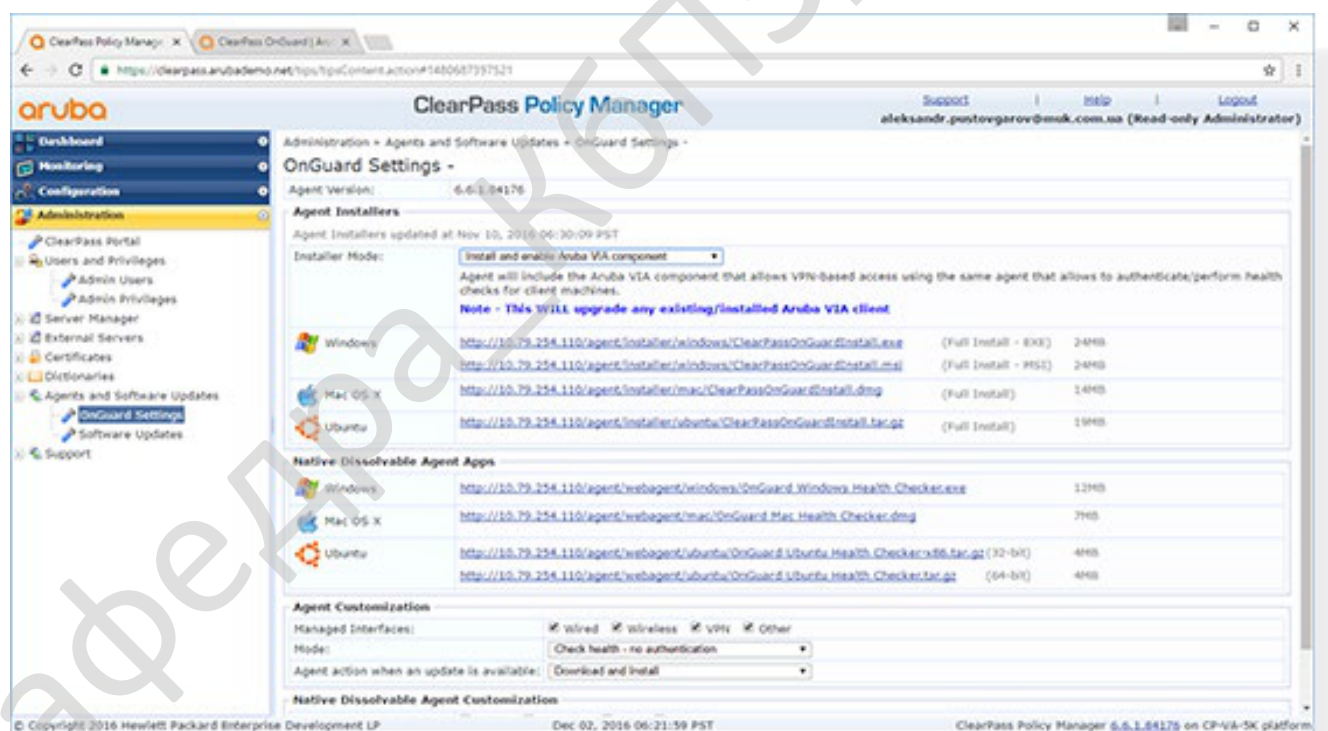 ClearPass Policy Manage
ClearPass OnGuard | Ar
https://clearpass.arubademo.net/tips/tipsContent.action#1480687397521
aruba
ClearPass Policy Manager
Support | Help | Logout
aleksandr.pustovgarov@muk.com.ua (Read-only Administrator)
Dashboard
Monitoring
Configuration
Administration
ClearPass Portal
Users and Privileges
Admin Users
Admin Privileges
Server Manager
External Servers
Certificates
Dictionaries
Agents and Software Updates
OnGuard Settings
Software Updates
Support
Administration » Agents and Software Updates » OnGuard Settings -
OnGuard Settings -
Agent Version: 6.6.1.84176
Agent Installers
Agent Installers updated at Nov 10, 2016 06:30:09 PST
Installer Mode: Install and enable Aruba VIA component
Agent will include the Aruba VIA component that allows VPN-based access using the same agent that allows to authenticate/perform health
checks for client machines.
Note - This WILL upgrade any existing/installed Aruba VIA client
Windows http://10.79.254.110/agent/installer/windows/ClearPassOnGuardInstall.exe (Full Install - EXE) 24MB
http://10.79.254.110/agent/installer/windows/ClearPassOnGuardInstall.msi (Full Install - MSI) 24MB
Mac OS X http://10.79.254.110/agent/installer/mac/ClearPassOnGuardInstall.dmg (Full Install) 14MB
Ubuntu http://10.79.254.110/agent/installer/ubuntu/ClearPassOnGuardInstall.tar.gz (Full Install) 19MB
Native Dissolvable Agent Apps
Windows http://10.79.254.110/agent/webagent/windows/OnGuard Windows Health Checker.exe 12MB
Mac OS X http://10.79.254.110/agent/webagent/mac/OnGuard Mac Health Checker.dmg 7MB
Ubuntu http://10.79.254.110/agent/webagent/ubuntu/OnGuard Ubuntu Health Checker-x86.tar.gz (32-bit) 4MB
http://10.79.254.110/agent/webagent/ubuntu/OnGuard Ubuntu Health Checker.tar.gz (64-bit) 4MB
Agent Customization
Managed Interfaces: Wired Wireless VPN Other
Mode: Check health - no authentication
Agent action when an update is available: Download and Install
Native Dissolvable Agent Customization
© Copyright 2016 Hewlett Packard Enterprise Development LP Dec 02, 2016 06:21:59 PST ClearPass Policy Manager 6.6.1.84176 on CP-VA-5K platform
афедра_КбПЗ